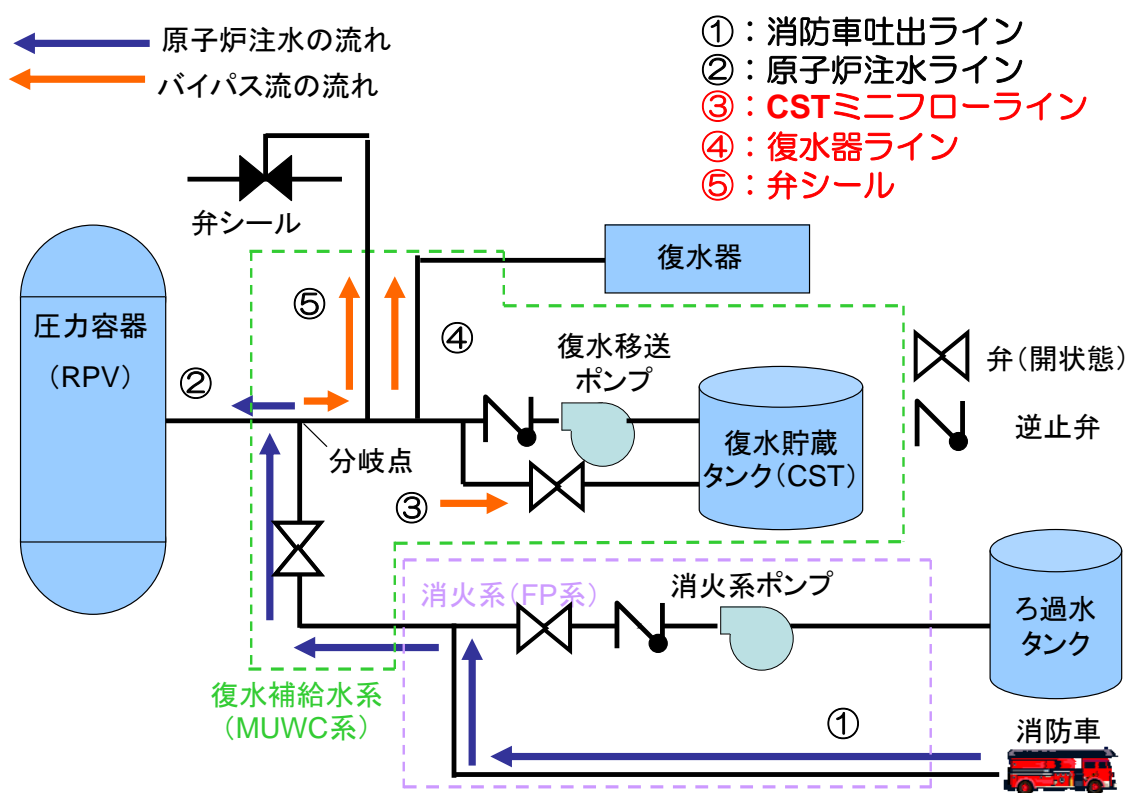 原子炉注水の流れ
バイパス流の流れ
①：消防車吐出ライン
②：原子炉注水ライン
③：CSTミニフローライン
④：復水器ライン
⑤：弁シール
弁シール
復水器
圧力容器
(RPV)
⑤
④
②
復水移送
ポンプ
弁(開状態)
逆止弁
分岐点
復水貯蔵
タンク(CST)
③
消火系(FP系)
消火系ポンプ
ろ過水
タンク
復水補給水系
(MUWC系)
①
消防車